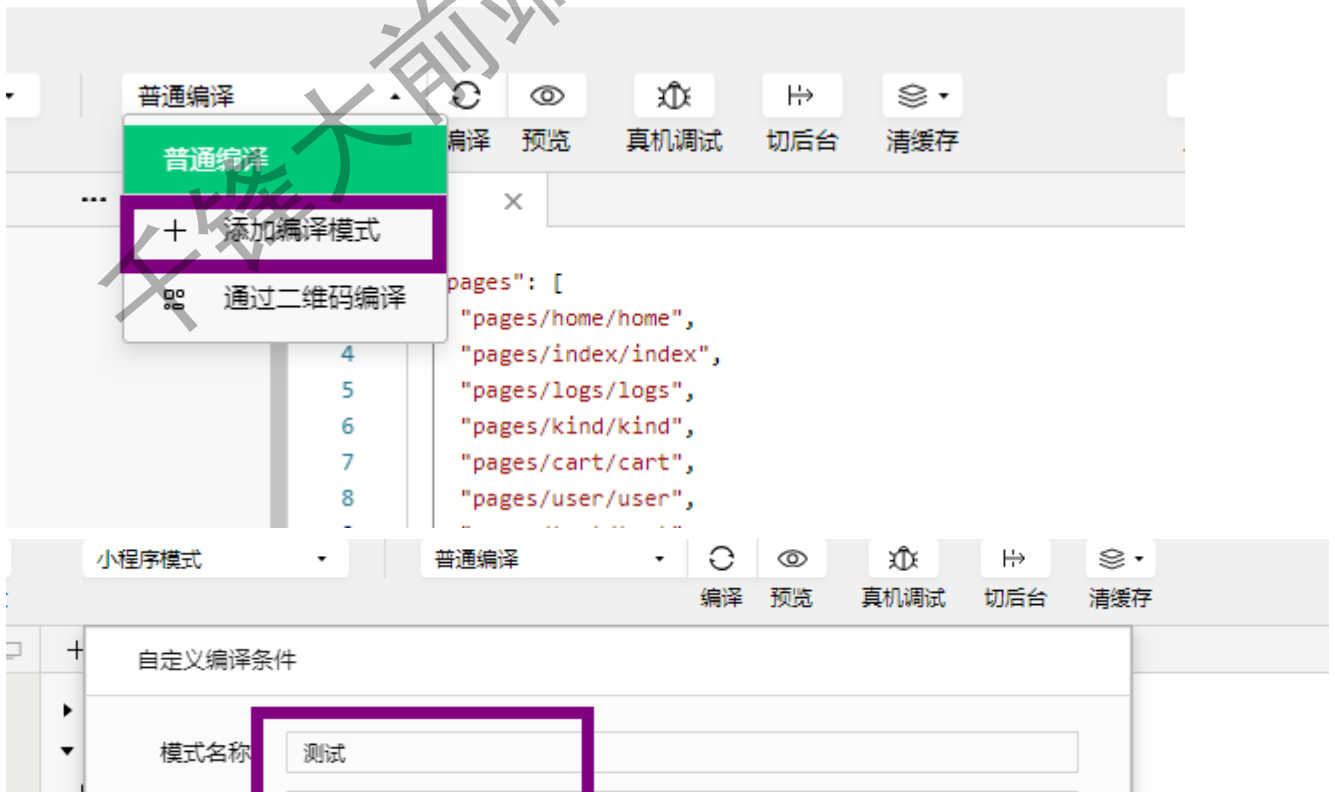 普通编译
编译 预览 真机调试 切后台 清缓存
普通编译
+ 添加编译模式
通过二维码编译
千锋大前端
pages": [
"pages/home/home",
4 "pages/index/index",
5 "pages/logs/logs",
6 "pages/kind/kind",
7 "pages/cart/cart",
8 "pages/user/user",
小程序模式 普通编译
编译 预览 真机调试 切后台 清缓存
自定义编译条件
模式名称 测试